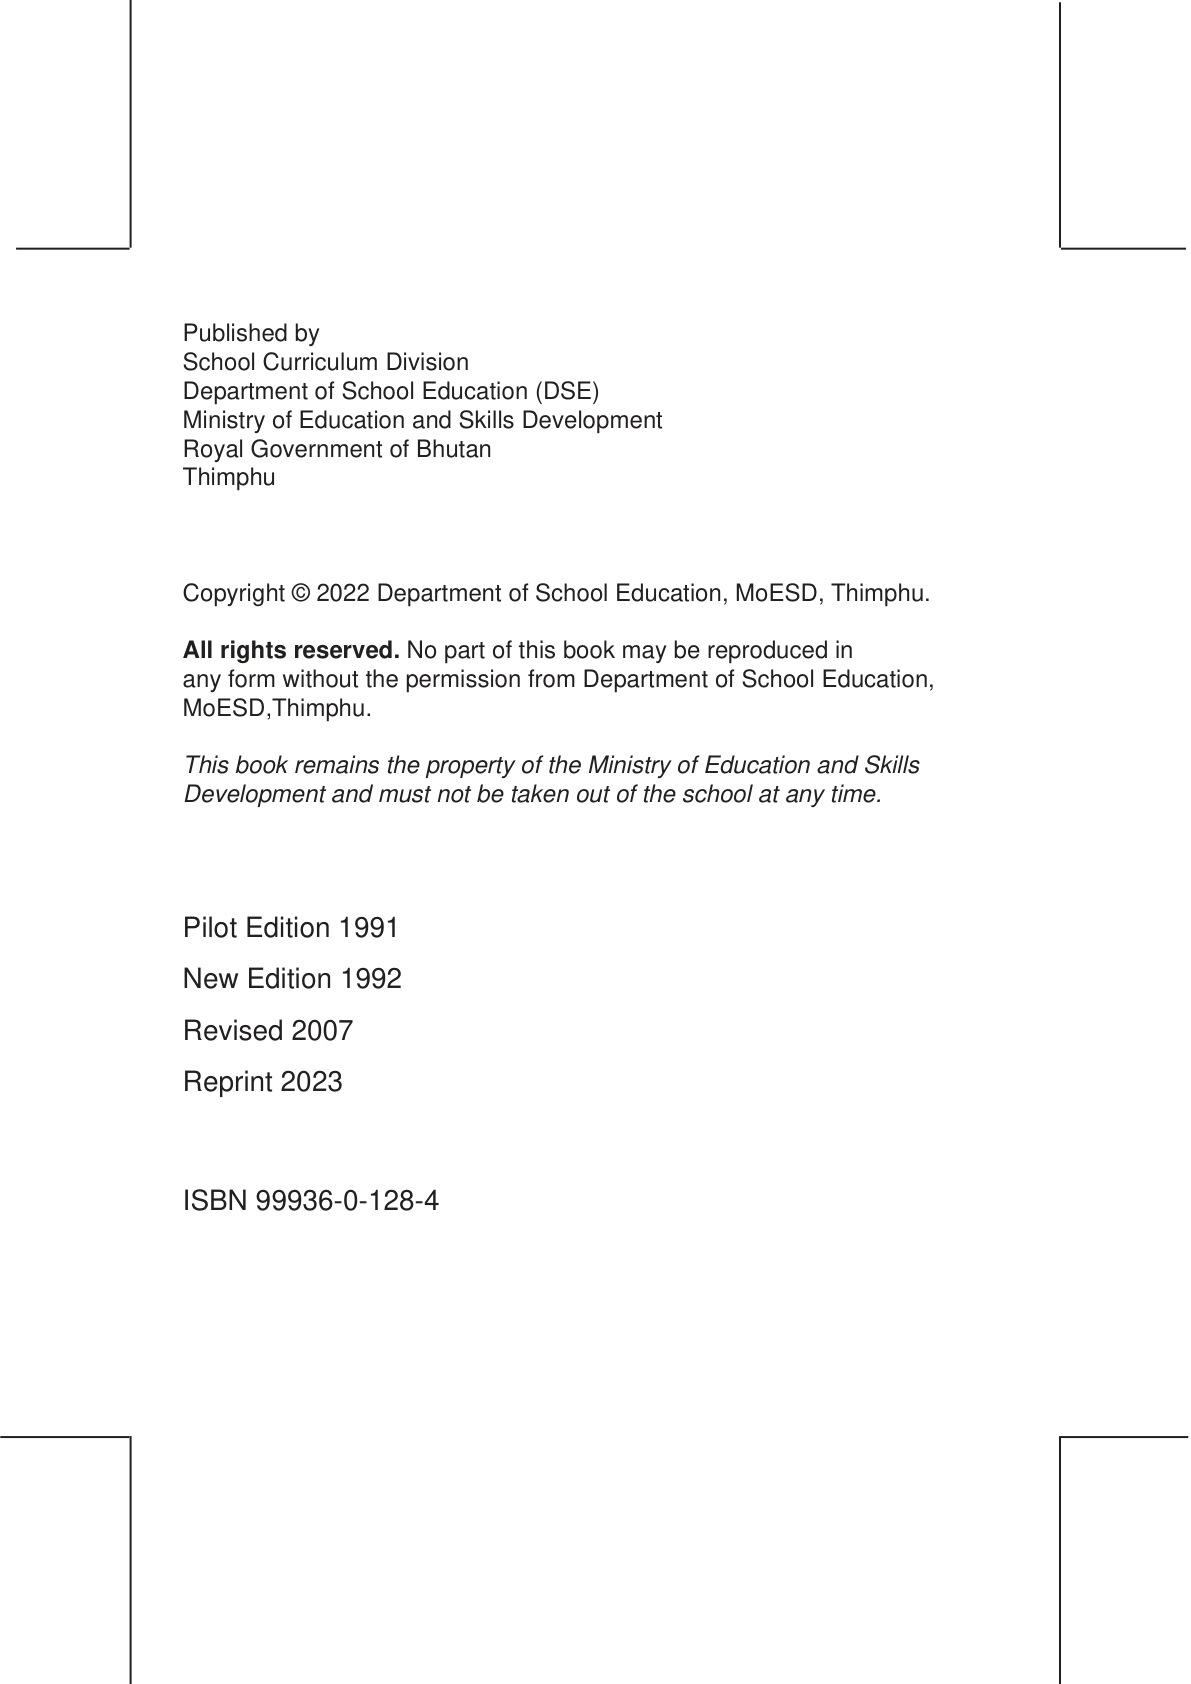 Published by
School Curriculum Division
Department of School Education (DSE)
Ministry of Education and Skills Development
Royal Government of Bhutan
Thimphu
Copyright © 2022 Department of School Education, MoESD, Thimphu.
All rights reserved. No part of this book may be reproduced in
any form without the permission from Department of School Education,
MoESD,Thimphu.
This book remains the property of the Ministry of Education and Skills
Development and must not be taken out of the school at any time.
Pilot Edition 1991
New Edition 1992
Revised 2007
Reprint 2023
ISBN 99936-0-128-4